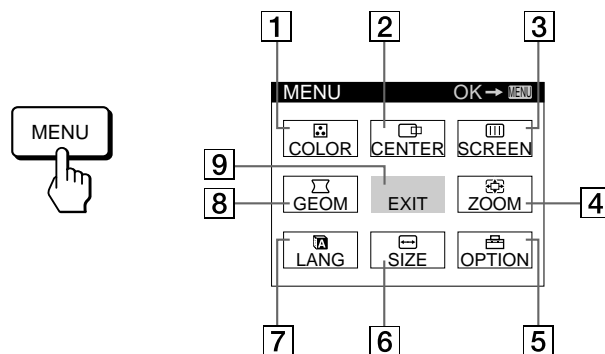 1 2 3
MENU OK→ MENU
MENU
COLOR CENTER SCREEN
9
8 GEOM EXIT ZOOM 4
LANG SIZE OPTION
7 6 5